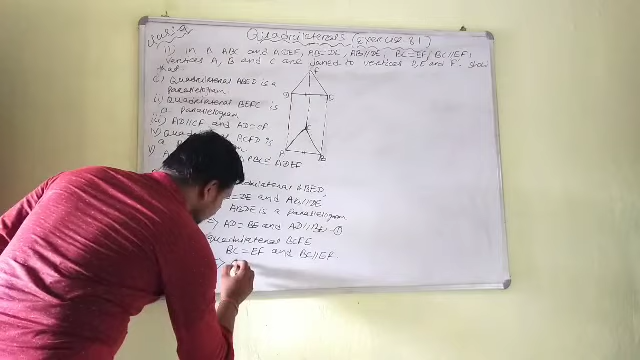 Quadrilaterals (Exercise 8.1
11) In Δ ABC and Δ DEF, AB=DE, AB//DE, BC=EF, BC//EF.
vertices A, B and C are joined to vertices D, E and F. show
that
i) Quadrilateral ABED is a
parallelogram
ii) Quadrilateral BEFC is
a parallelogram
iii) AD//CF and AD=CF
iv) Quadrilateral is
a
DEF
F
D E
C
A B
Quadrilateral ABED
=DE and AB//DE
ABDE is a parallelogram
=> AD=BE and AD//BE -①
Quadrilateral BCFE
BC=EF and BC//EF
=>